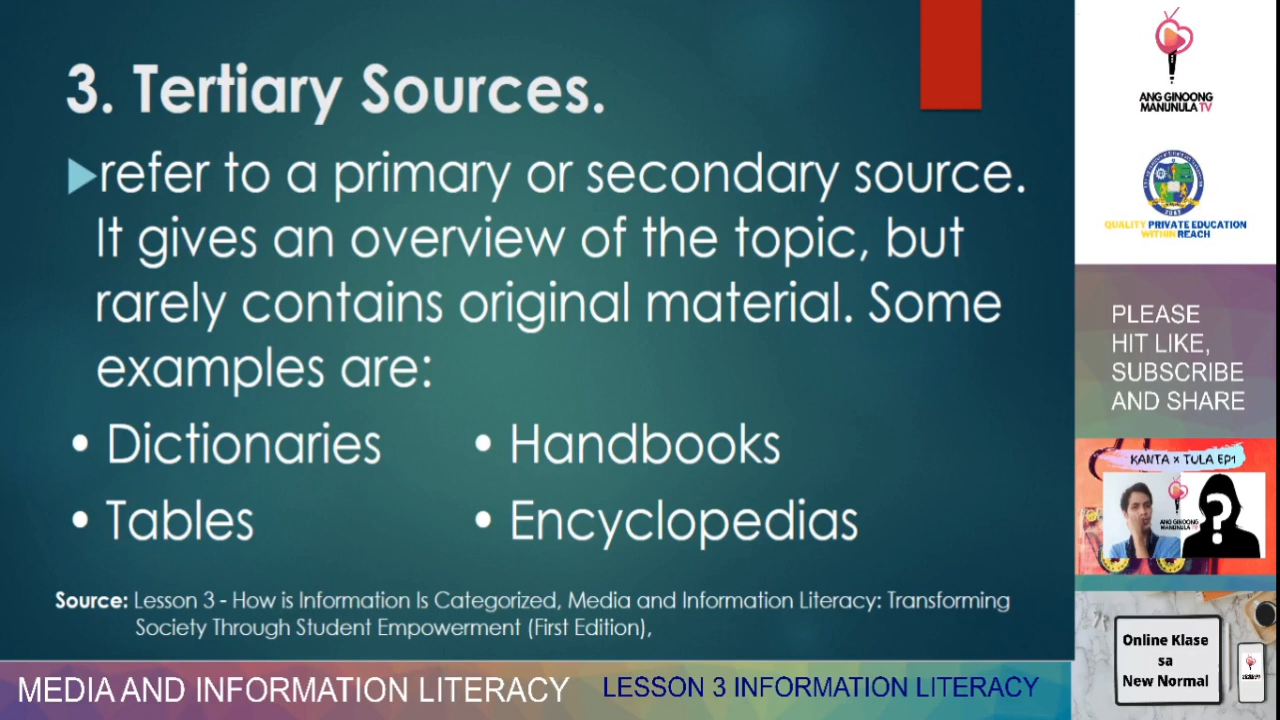 3. Tertiary Sources.
refer to a primary or secondary source.
It gives an overview of the topic, but
rarely contains original material. Some
examples are:
• Dictionaries
• Handbooks
• Tables
• Encyclopedias
Source: Lesson 3 - How is Information Is Categorized, Media and Information Literacy: Transforming
Society Through Student Empowerment (First Edition),
MEDIA AND INFORMATION LITERACY
LESSON 3 INFORMATION LITERACY
ANG GINOONG
MANUNULA TV
QUALITY PRIVATE EDUCATION
WITHIN REACH
PLEASE
HIT LIKE,
SUBSCRIBE
AND SHARE
KANTA x TULA EP1
ANG GINOONG
MANUNULA TV
?
Online Klase
sa
New Normal